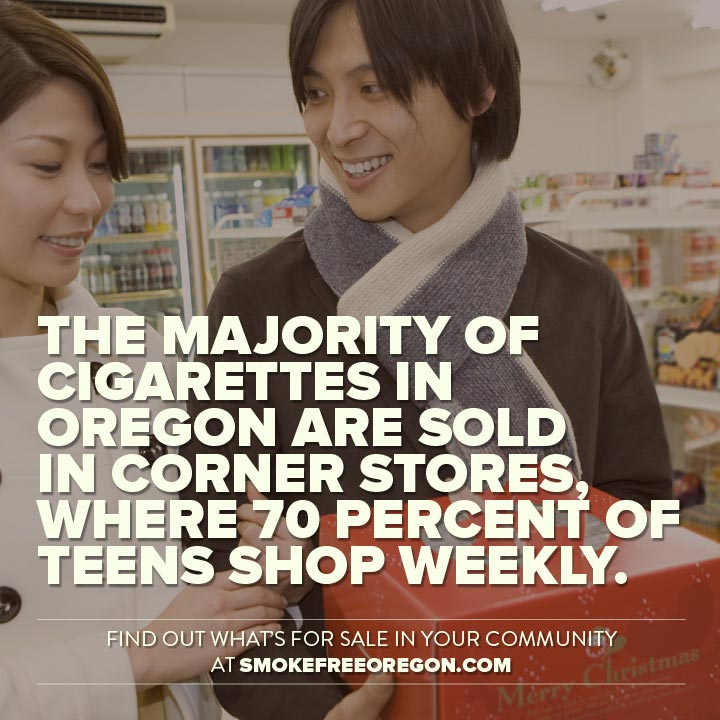 THE MAJORITY OF
CIGARETTES IN
OREGON ARE SOLD
IN CORNER STORES,
WHERE 70 PERCENT OF
TEENS SHOP WEEKLY.
FIND OUT WHAT'S FOR SALE IN YOUR COMMUNITY
AT SMOKEFREEOREGON.COM
Merry Christmas